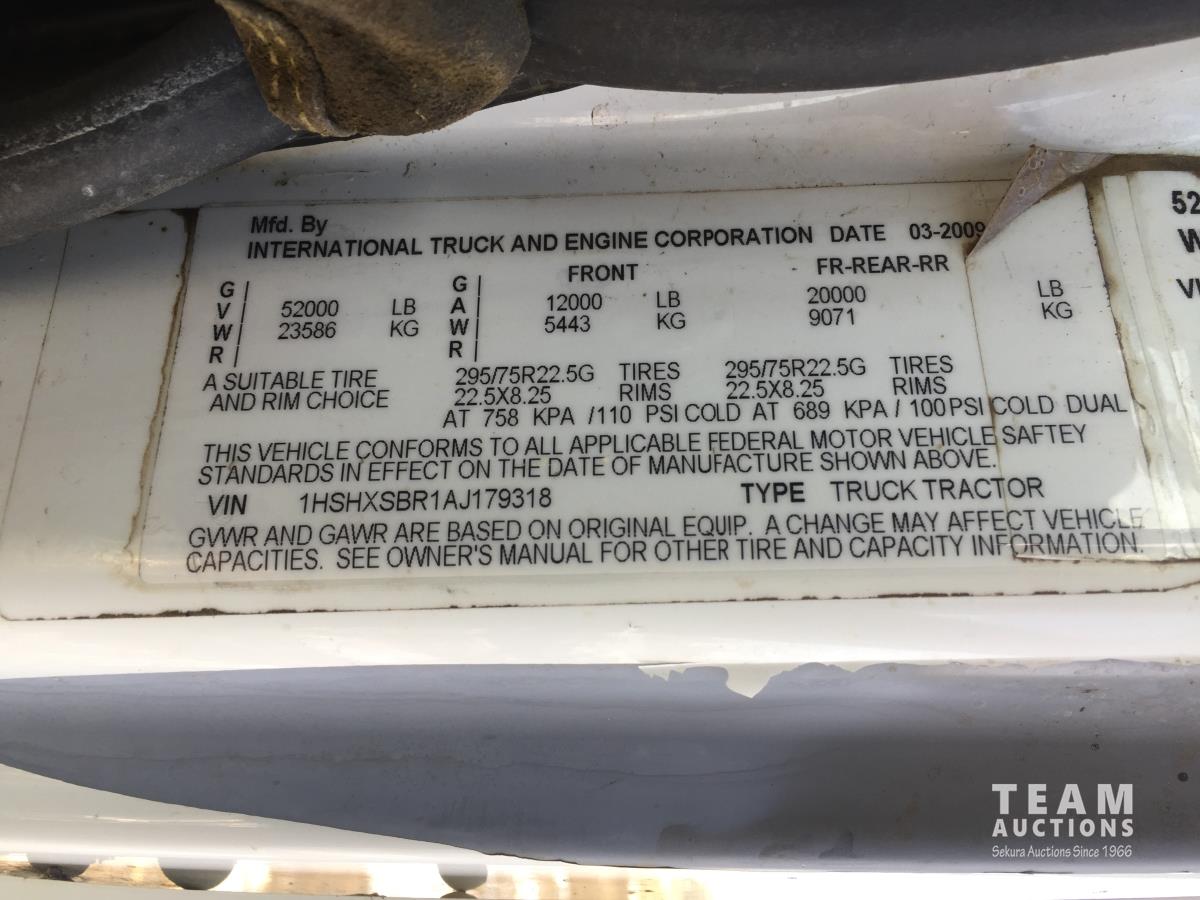 Mfd. By
INTERNATIONAL TRUCK AND ENGINE CORPORATION DATE 03-2009
FRONT FR-REAR-RR
GVWR 52000 LB GAWR 12000 LB 20000 LB
23586 KG 5443 KG 9071 KG
A SUITABLE TIRE 295/75R22.5G TIRES 295/75R22.5G TIRES
AND RIM CHOICE 22.5X8.25 RIMS 22.5X8.25 RIMS
AT 758 KPA /110 PSI COLD AT 689 KPA / 100 PSI COLD DUAL
THIS VEHICLE CONFORMS TO ALL APPLICABLE FEDERAL MOTOR VEHICLE SAFTEY
STANDARDS IN EFFECT ON THE DATE OF MANUFACTURE SHOWN ABOVE.
VIN 1HSHXSBR1AJ179318 TYPE TRUCK TRACTOR
GVWR AND GAWR ARE BASED ON ORIGINAL EQUIP. A CHANGE MAY AFFECT VEHICLE
CAPACITIES. SEE OWNER'S MANUAL FOR OTHER TIRE AND CAPACITY INFORMATION.
52
W
VI
TEAM
AUCTIONS
Sekura Auctions Since 1966